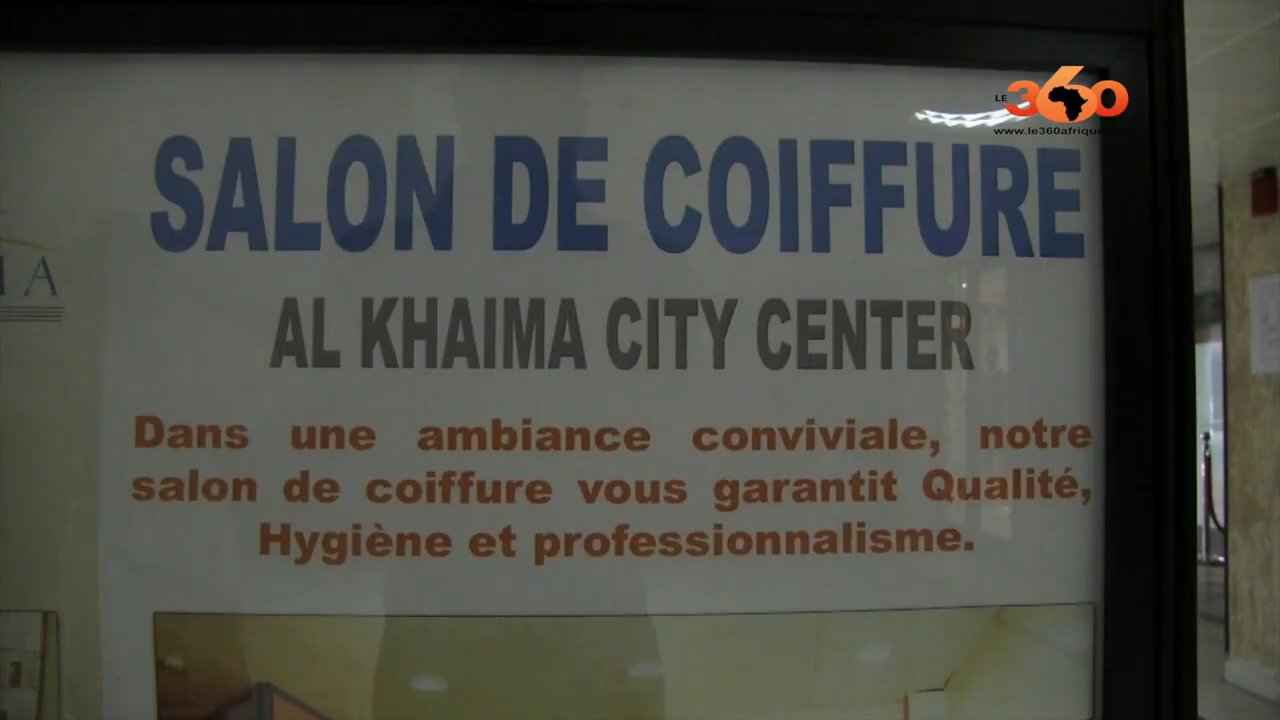 LE 360
www.le360afrique
SALON DE COIFFURE
AL KHAIMA CITY CENTER
Dans une ambiance conviviale, notre
salon de coiffure vous garantit Qualité,
Hygiène et professionnalisme.